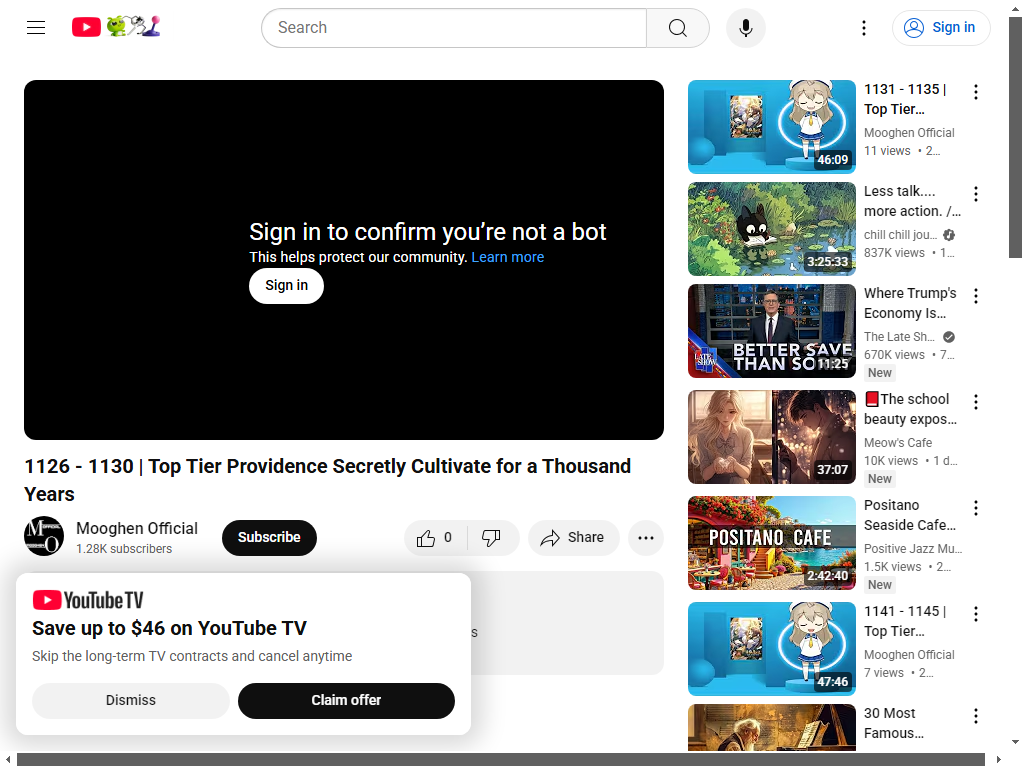 Search
Sign in
Sign in to confirm you're not a bot
This helps protect our community. Learn more
Sign in
1126 - 1130 | Top Tier Providence Secretly Cultivate for a Thousand
Years
Mooghen Official
1.28K subscribers
Subscribe
0
Share
YouTube TV
Save up to $46 on YouTube TV
Skip the long-term TV contracts and cancel anytime
Dismiss
Claim offer
1131 - 1135 |
Top Tier…
Mooghen Official
11 views • 2…
46:09
Less talk....
more action. /…
chill chill jou…
837K views • 1…
3:25:33
Where Trump's
Economy Is…
The Late Sh…
670K views • 7…
New
LATE SHOW
BETTER SAVE
11:25
📕The school
beauty expos…
Meow's Cafe
10K views • 1 d…
New
37:07
Positano
Seaside Cafe…
Positive Jazz Mu…
1.5K views • 2…
New
POSITANO CAFE
2:42:40
1141 - 1145 |
Top Tier…
Mooghen Official
7 views • 2…
47:46
30 Most
Famous…